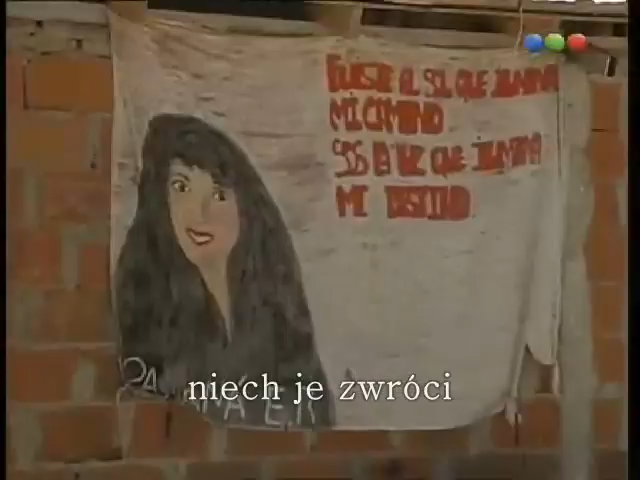 FUISTE EL SOL QUE ILUMINA
MI CAMINO
SOS LA LUZ QUE ILUMINA
MI DESTINO
niech je zwróci